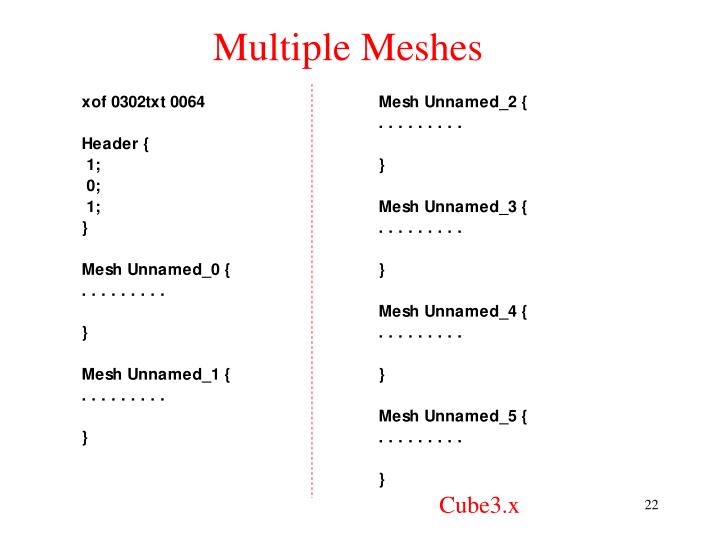 Multiple Meshes
xof 0302txt 0064
Header {
1;
0;
1;
}
Mesh Unnamed_0 {
. . . . . . . . .
}
Mesh Unnamed_1 {
. . . . . . . . .
}
Mesh Unnamed_2 {
. . . . . . . . .
}
Mesh Unnamed_3 {
. . . . . . . . .
}
Mesh Unnamed_4 {
. . . . . . . . .
}
Mesh Unnamed_5 {
. . . . . . . . .
}
Cube3.x
22